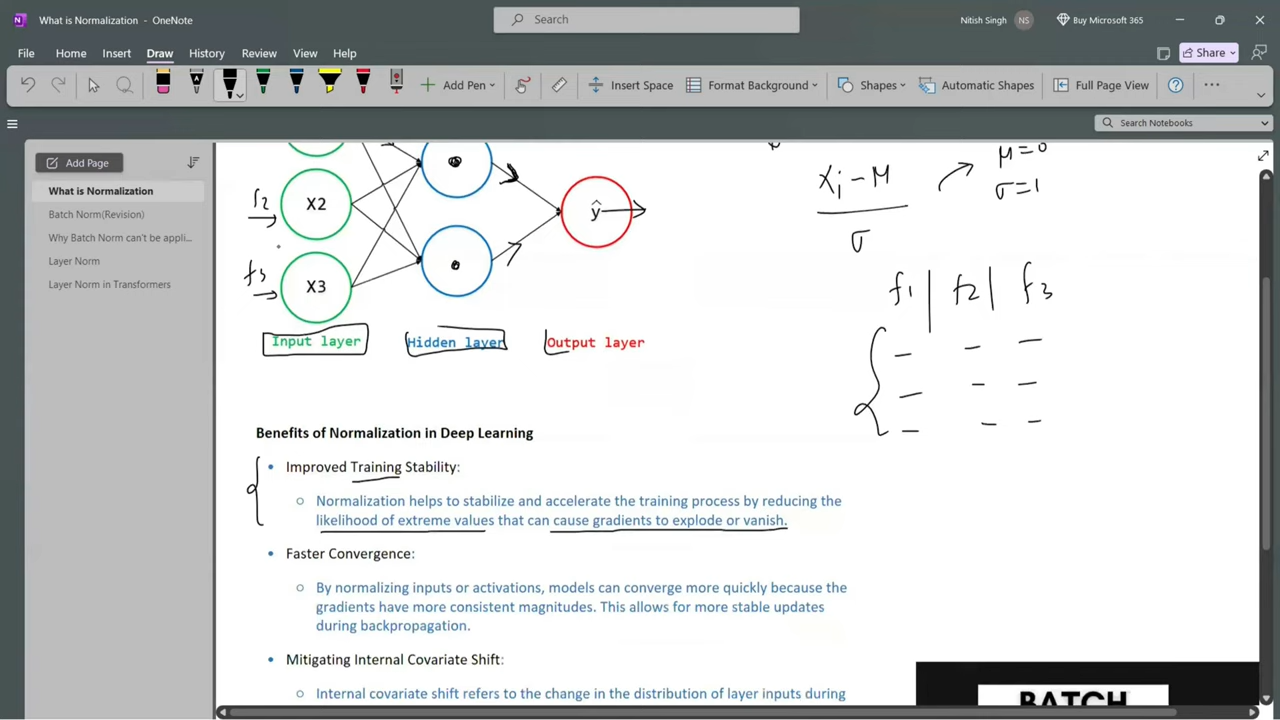 What is Normalization - OneNote
Search
Nitish Singh NS
Buy Microsoft 365
File Home Insert Draw History Review View Help
Share
Add Pen
Insert Space
Format Background
Shapes
Automatic Shapes
Full Page View
Search Notebooks
Add Page
What is Normalization
Batch Norm(Revision)
Why Batch Norm can't be appli...
Layer Norm
Layer Norm in Transformers
f2
X2
f3
X3
ŷ
Input layer
Hidden layer
Output layer
xi - μ
σ
μ=0
σ=1
f1 | f2 | f3
Benefits of Normalization in Deep Learning
• Improved Training Stability:
○ Normalization helps to stabilize and accelerate the training process by reducing the
likelihood of extreme values that can cause gradients to explode or vanish.
• Faster Convergence:
○ By normalizing inputs or activations, models can converge more quickly because the
gradients have more consistent magnitudes. This allows for more stable updates
during backpropagation.
• Mitigating Internal Covariate Shift:
○ Internal covariate shift refers to the change in the distribution of layer inputs during
BATCH